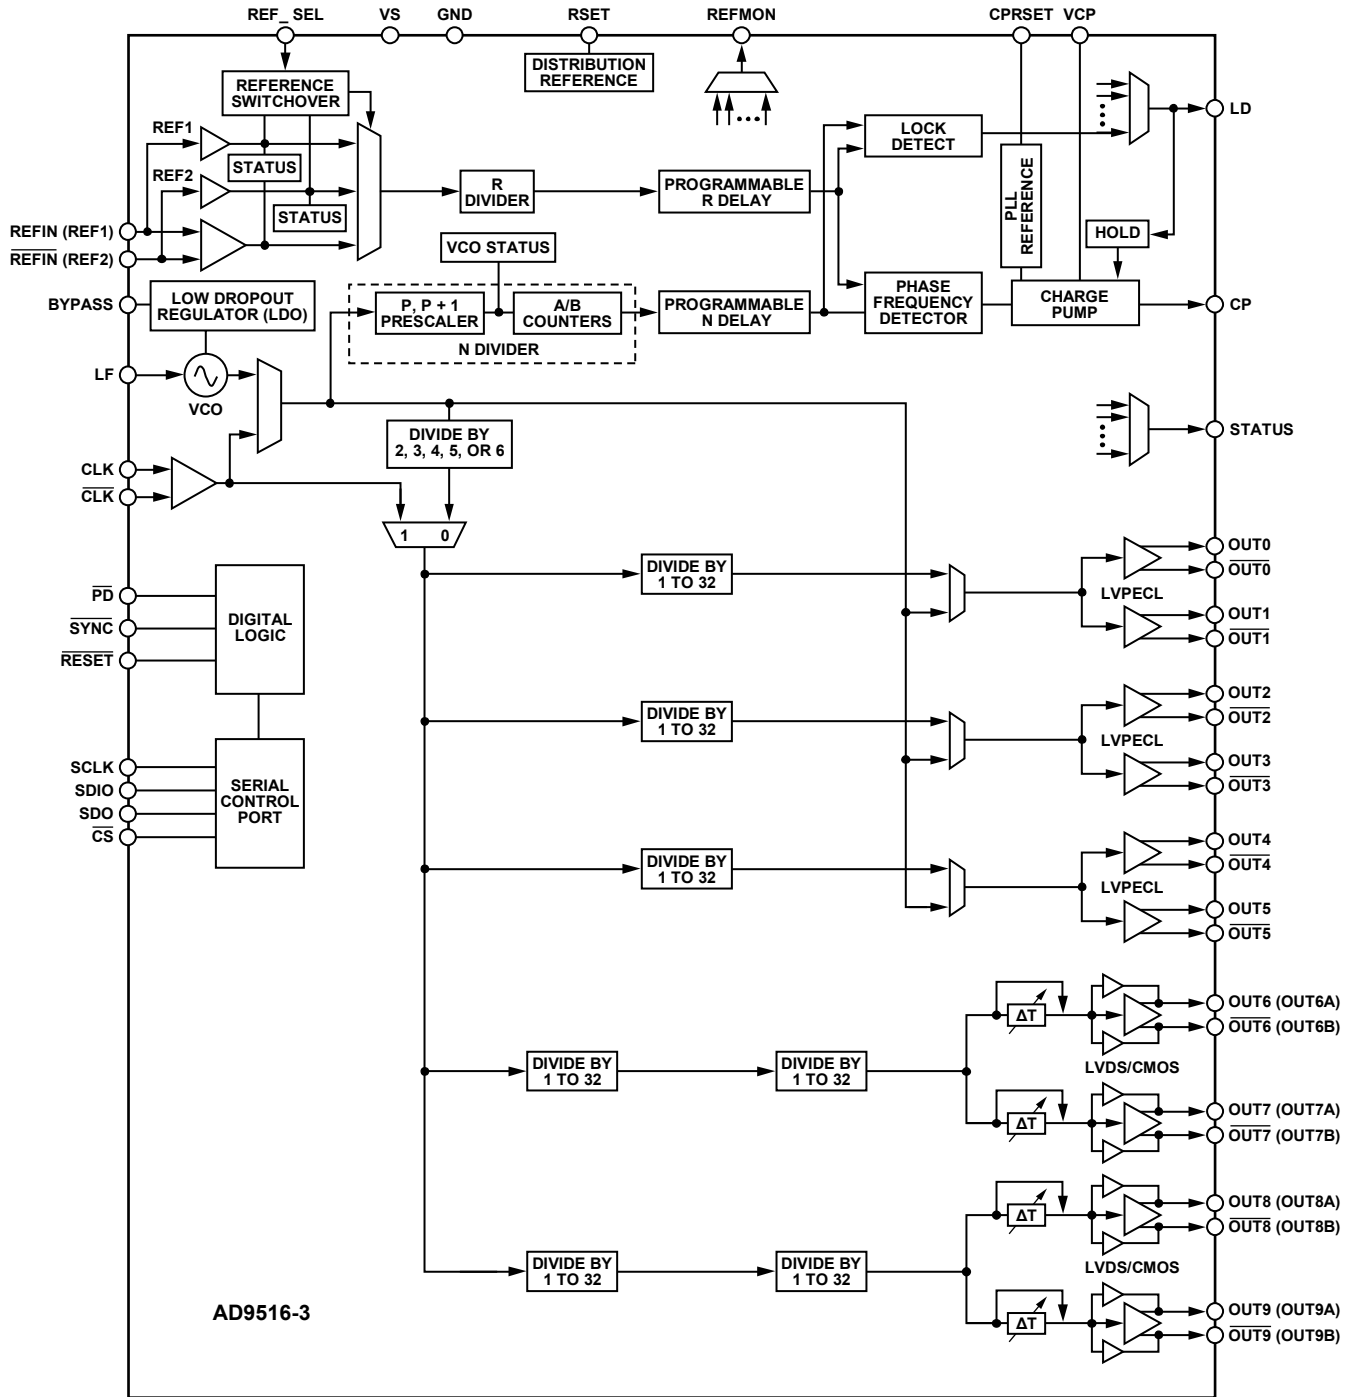 REF_ SEL
VS
GND
RSET
REFMON
CPRSET
VCP
DISTRIBUTION
REFERENCE
REFERENCE
SWITCHOVER
REF1
STATUS
REF2
STATUS
REFIN (REF1)
REFIN (REF2)
R
DIVIDER
PROGRAMMABLE
R DELAY
LOCK
DETECT
LD
PLL
REFERENCE
HOLD
VCO STATUS
BYPASS
LOW DROPOUT
REGULATOR (LDO)
P, P + 1
PRESCALER
A/B
COUNTERS
N DIVIDER
PROGRAMMABLE
N DELAY
PHASE
FREQUENCY
DETECTOR
CHARGE
PUMP
CP
LF
VCO
STATUS
DIVIDE BY
2, 3, 4, 5, OR 6
CLK
CLK
1 0
PD
SYNC
RESET
DIGITAL
LOGIC
SCLK
SDIO
SDO
CS
SERIAL
CONTROL
PORT
DIVIDE BY
1 TO 32
LVPECL
OUT0
OUT0
OUT1
OUT1
DIVIDE BY
1 TO 32
LVPECL
OUT2
OUT2
OUT3
OUT3
DIVIDE BY
1 TO 32
LVPECL
OUT4
OUT4
OUT5
OUT5
DIVIDE BY
1 TO 32
DIVIDE BY
1 TO 32
ΔT
ΔT
LVDS/CMOS
OUT6 (OUT6A)
OUT6 (OUT6B)
OUT7 (OUT7A)
OUT7 (OUT7B)
DIVIDE BY
1 TO 32
DIVIDE BY
1 TO 32
ΔT
ΔT
LVDS/CMOS
OUT8 (OUT8A)
OUT8 (OUT8B)
OUT9 (OUT9A)
OUT9 (OUT9B)
AD9516-3